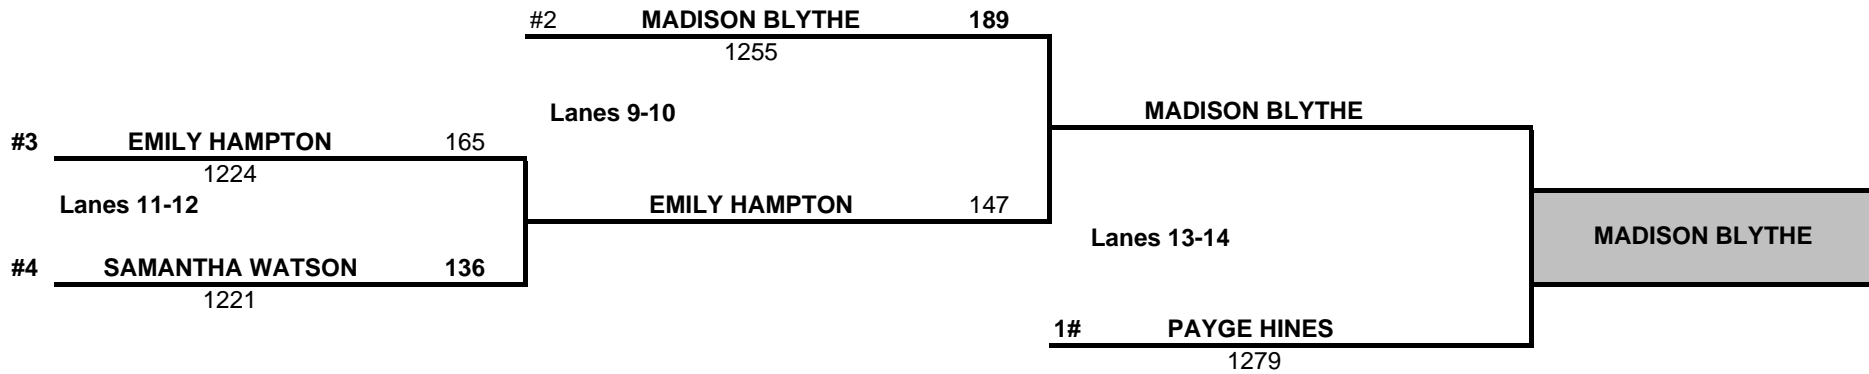 #2 MADISON BLYTHE 189
1255
Lanes 9-10
MADISON BLYTHE
#3 EMILY HAMPTON 165
1224
Lanes 11-12
EMILY HAMPTON 147
Lanes 13-14
MADISON BLYTHE
#4 SAMANTHA WATSON 136
1221
1# PAYGE HINES
1279